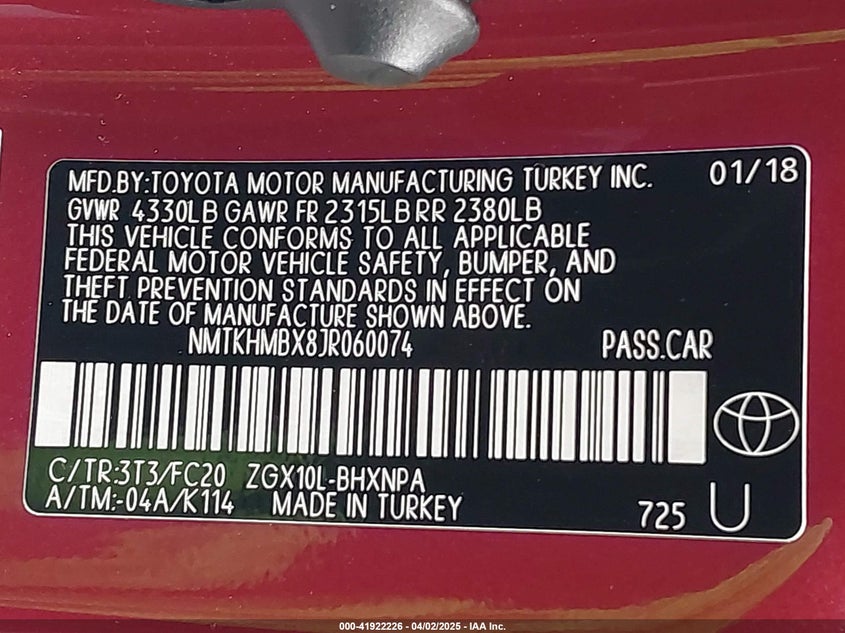 MFD.BY:TOYOTA MOTOR MANUFACTURING TURKEY INC. 01/18
GVWR 4330LB GAWR FR 2315LB RR 2380LB
THIS VEHICLE CONFORMS TO ALL APPLICABLE
FEDERAL MOTOR VEHICLE SAFETY, BUMPER, AND
THEFT PREVENTION STANDARDS IN EFFECT ON
THE DATE OF MANUFACTURE SHOWN ABOVE.
NMTKHMBX8JR060074 PASS.CAR
C/TR:3T3/FC20 ZGX10L-BHXNPA
A/TM:-04A/K114 MADE IN TURKEY 725 U
000-41922226 - 04/02/2025 - IAA Inc.